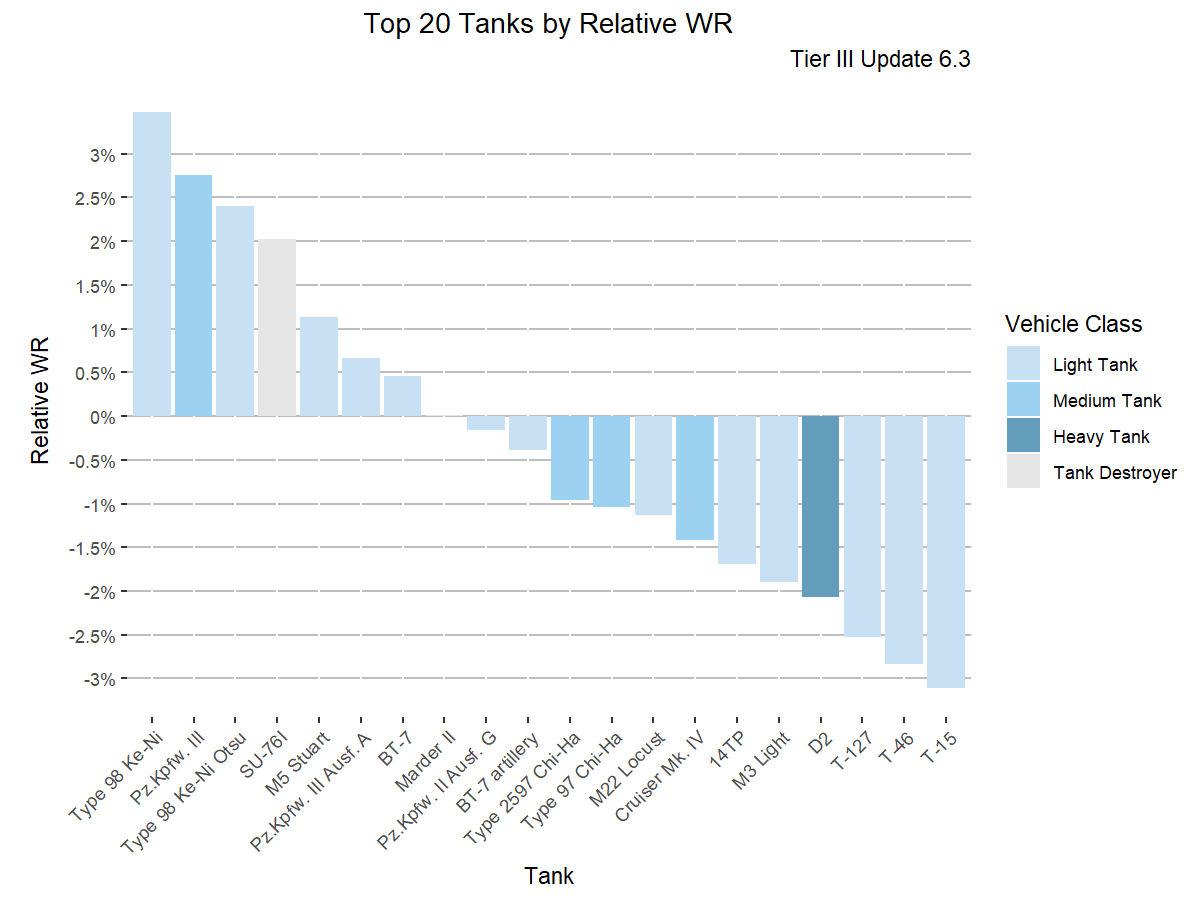 Top 20 Tanks by Relative WR
Tier III Update 6.3
3%
2.5%
2%
1.5%
1%
0.5%
0%
-0.5%
-1%
-1.5%
-2%
-2.5%
-3%
Relative WR
Type 98 Ke-Ni
Pz.Kpfw. III
Type 98 Ke-Ni Otsu
SU-76I
M5 Stuart
Pz.Kpfw. III Ausf. A
BT-7
Marder II
Pz.Kpfw. II Ausf. G
BT-7 artillery
Type 2597 Chi-Ha
Type 97 Chi-Ha
M22 Locust
Cruiser Mk. IV
14TP
M3 Light
D2
T-127
T-46
T-15
Tank
Vehicle Class
Light Tank
Medium Tank
Heavy Tank
Tank Destroyer